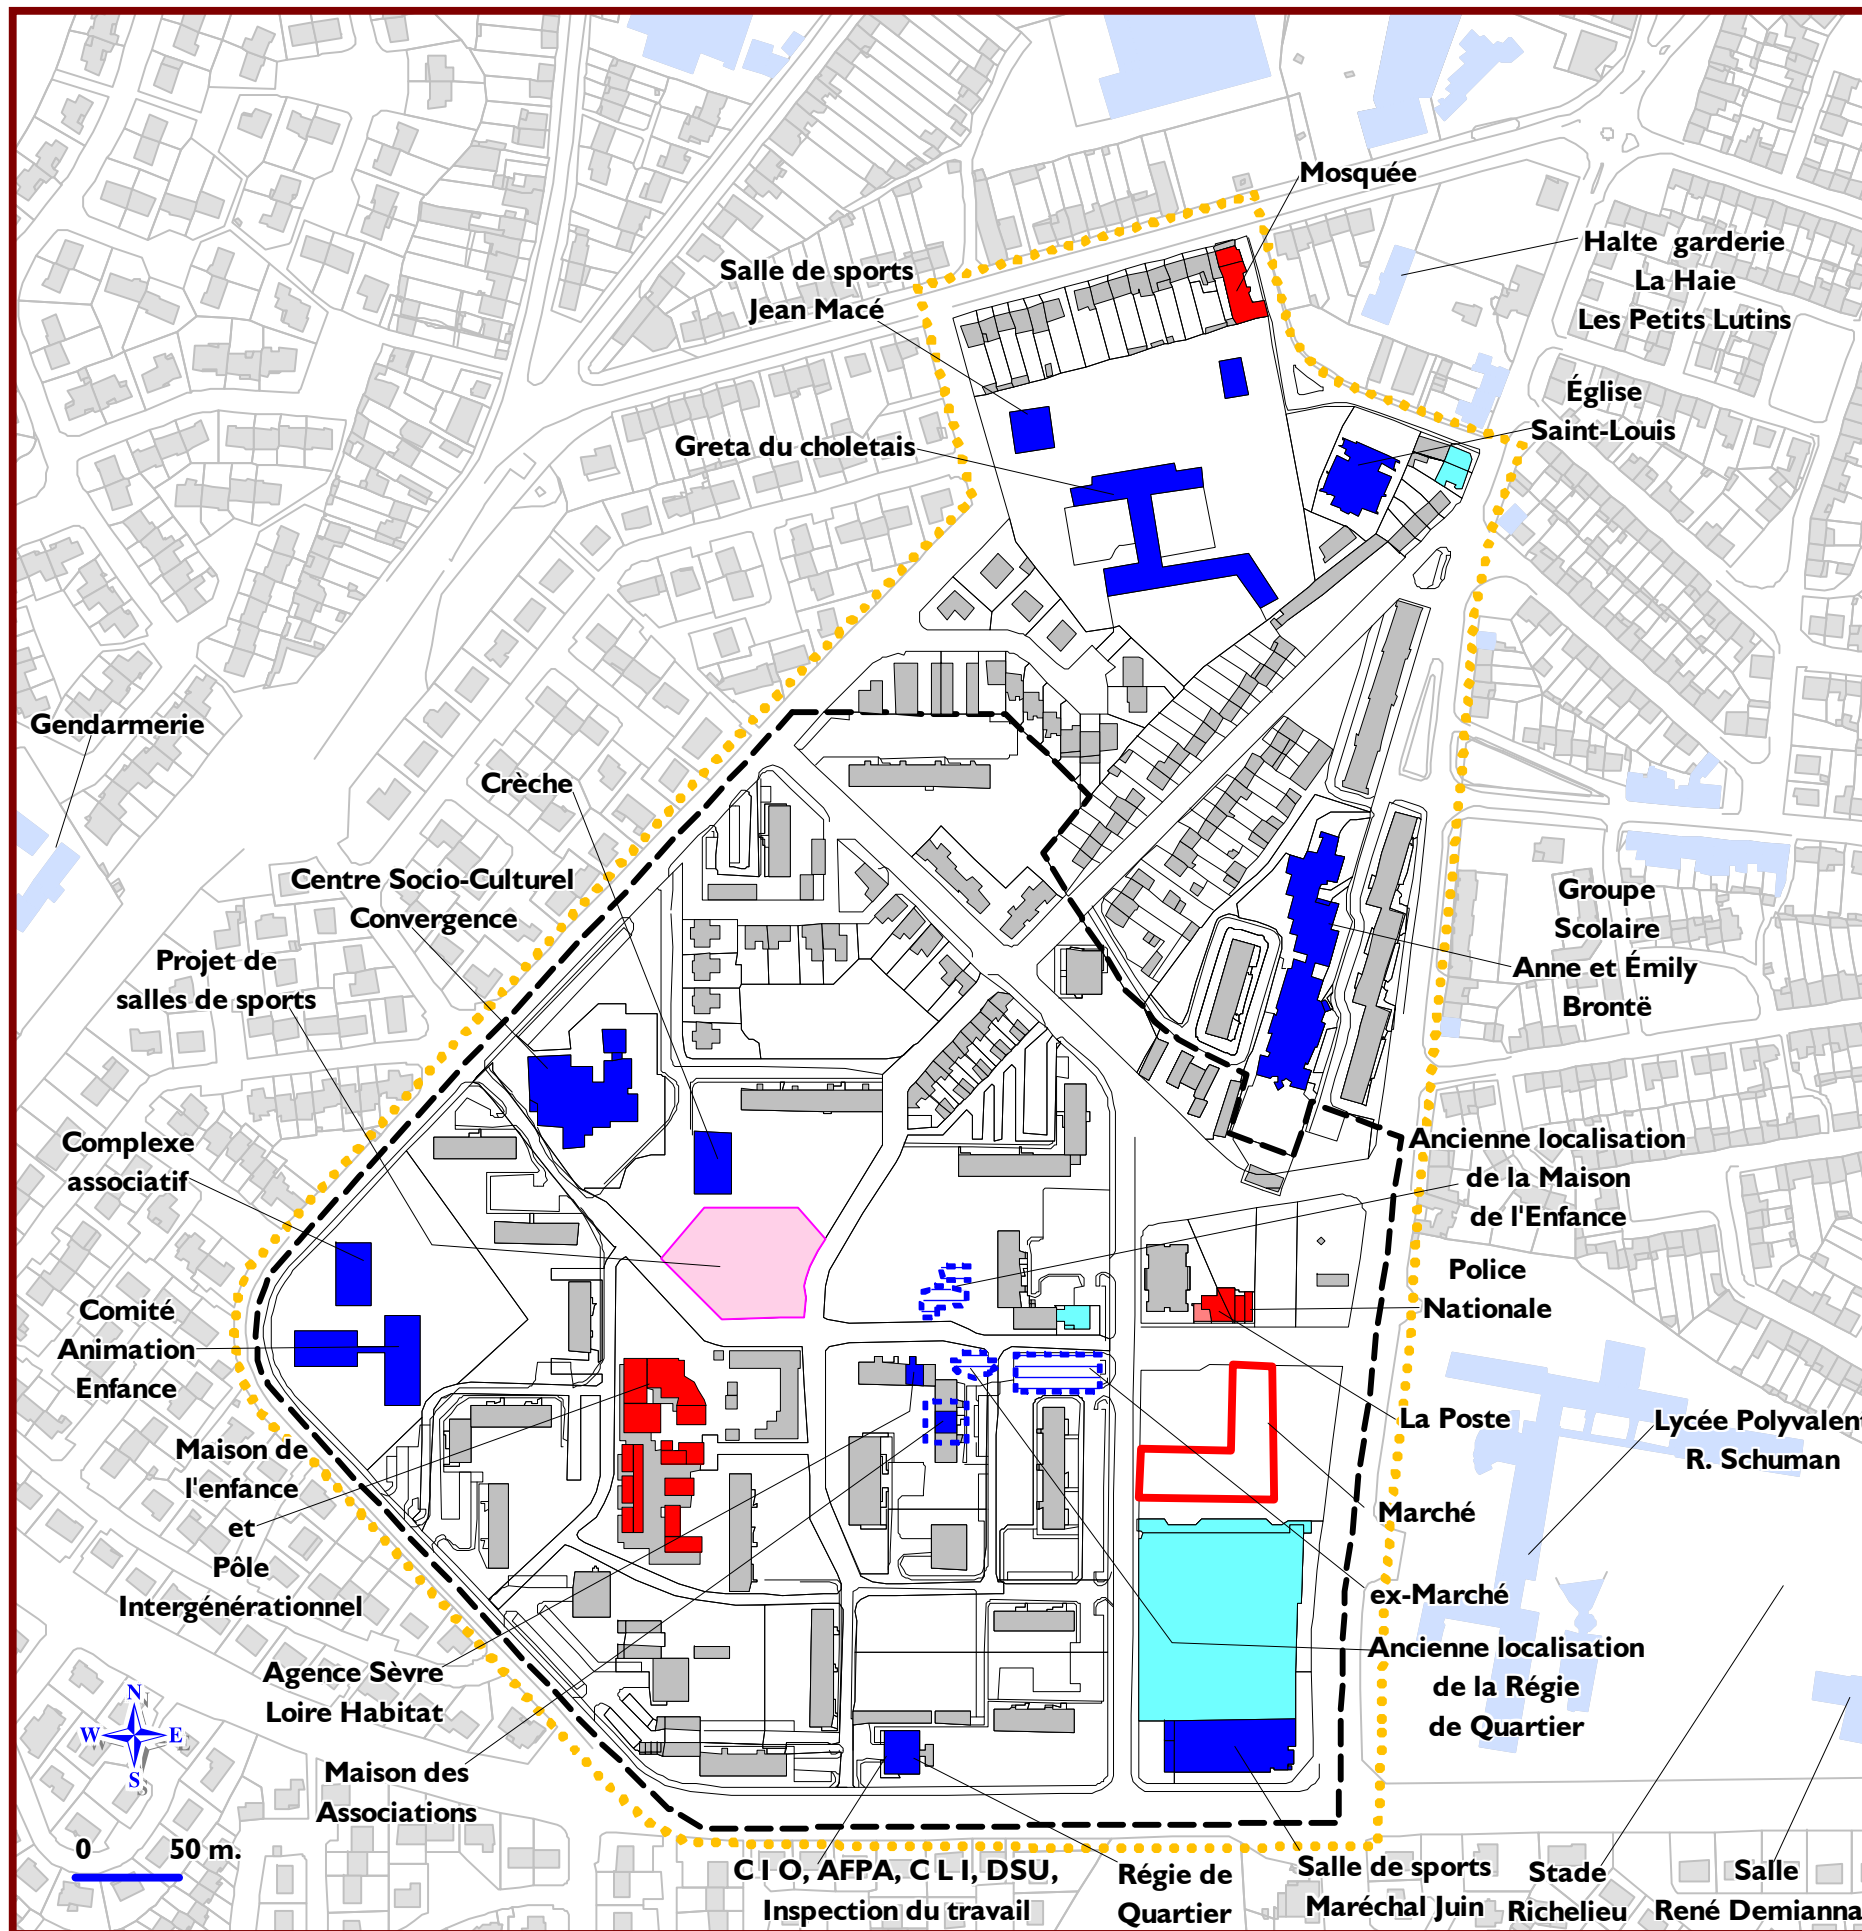 Mosquée
Halte garderie
La Haie
Les Petits Lutins
Salle de sports
Jean Macé
Église
Saint-Louis
Greta du choletais
Gendarmerie
Crèche
Centre Socio-Culturel
Convergence
Groupe
Scolaire
Anne et Émily
Brontë
Projet de
salles de sports
Complexe
associatif
Ancienne localisation
de la Maison
de l'Enfance
Police
Nationale
Comité
Animation
Enfance
La Poste
Lycée Polyvalent
R. Schuman
Maison de
l'enfance
et
Pôle
Intergénérationnel
Marché
ex-Marché
Ancienne localisation
de la Régie
de Quartier
Agence Sèvre
Loire Habitat
N
W E
S
Maison des
Associations
0 50 m.
C I O, AFPA, C L I, DSU,
Inspection du travail
Régie de
Quartier
Salle de sports
Maréchal Juin
Stade
Richelieu
Salle
René Demianna